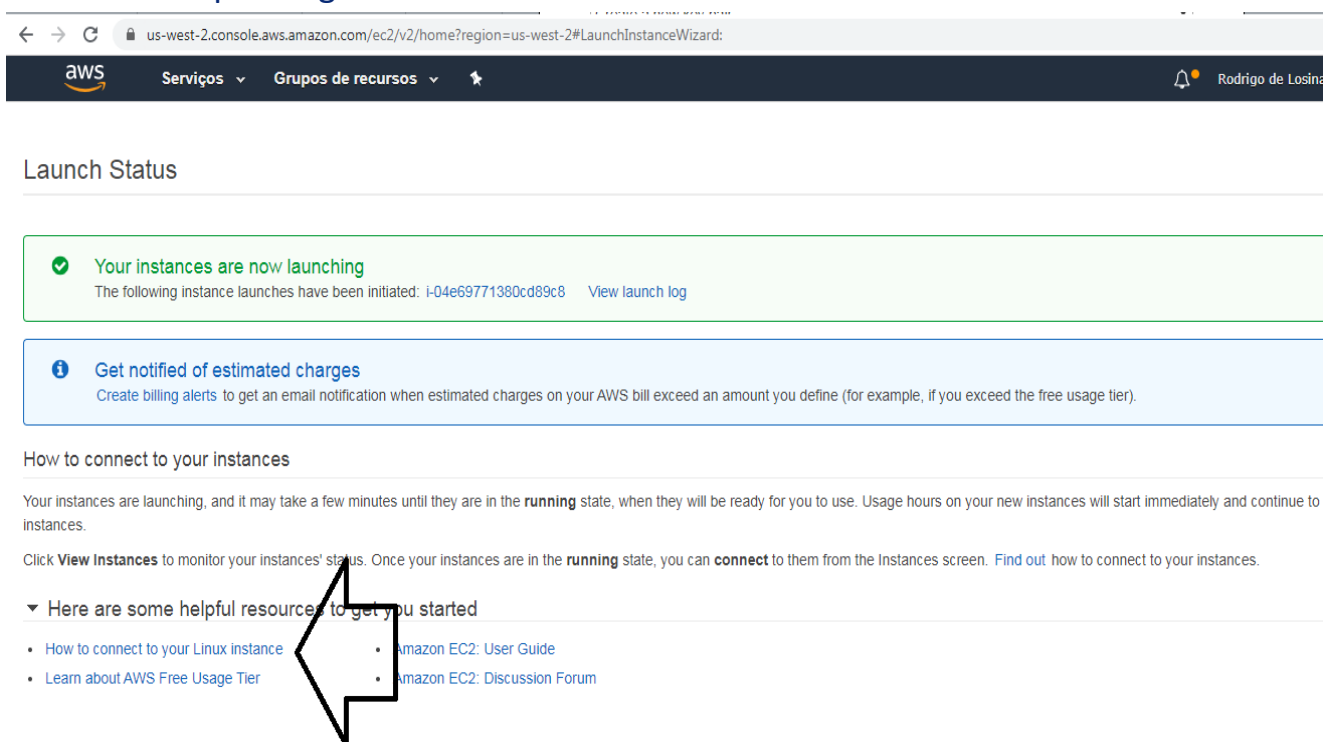 us-west-2.console.aws.amazon.com/ec2/v2/home?region=us-west-2#LaunchInstanceWizard:
aws Serviços Grupos de recursos Rodrigo de Losina
Launch Status
Your instances are now launching
The following instance launches have been initiated: i-04e69771380cd89c8 View launch log
Get notified of estimated charges
Create billing alerts to get an email notification when estimated charges on your AWS bill exceed an amount you define (for example, if you exceed the free usage tier).
How to connect to your instances
Your instances are launching, and it may take a few minutes until they are in the running state, when they will be ready for you to use. Usage hours on your new instances will start immediately and continue to
instances.
Click View Instances to monitor your instances' status. Once your instances are in the running state, you can connect to them from the Instances screen. Find out how to connect to your instances.
Here are some helpful resources to get you started
How to connect to your Linux instance Amazon EC2: User Guide
Learn about AWS Free Usage Tier Amazon EC2: Discussion Forum